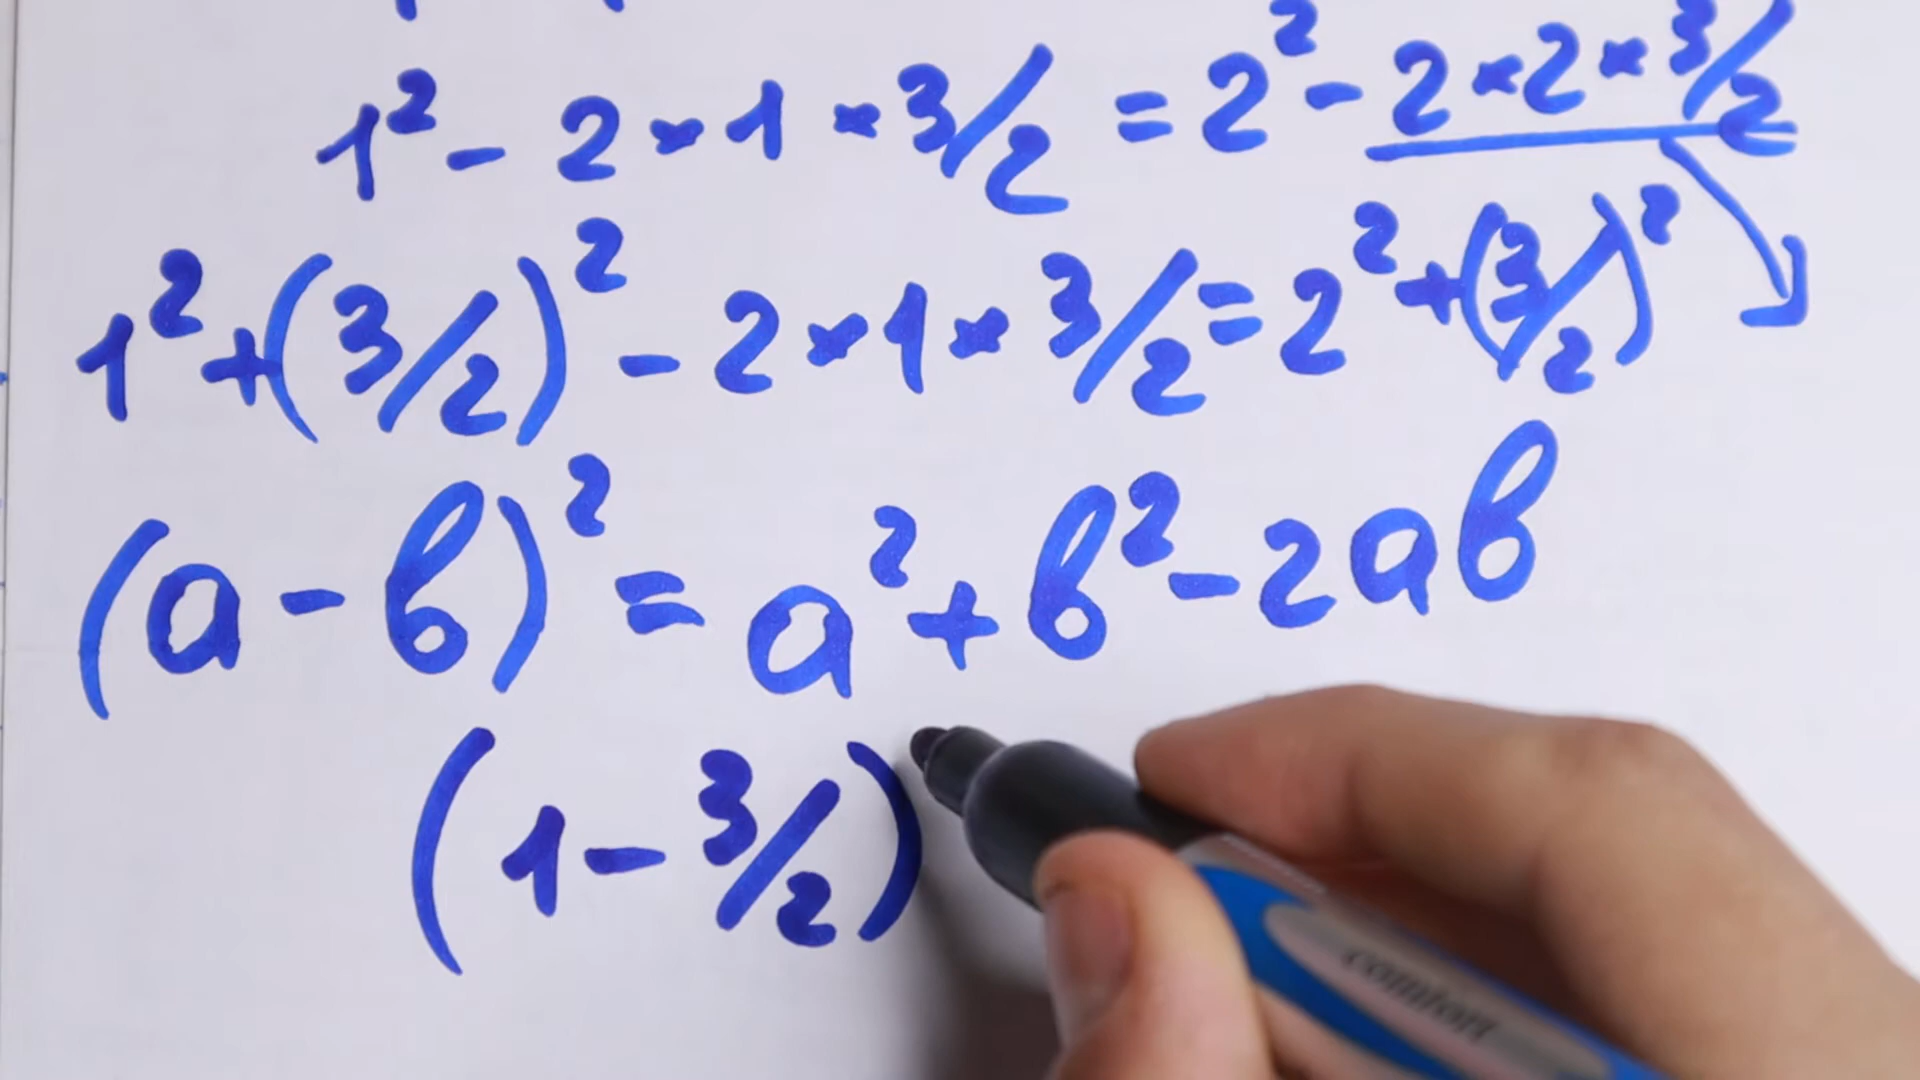 1² - 2 × 1 × 3/2 = 2² - 2 × 2 × 3/2
1² + (3/2)² - 2 × 1 × 3/2 = 2² + (3/2)²
(a - b)² = a² + b² - 2ab
(1 - 3/2)
comfort